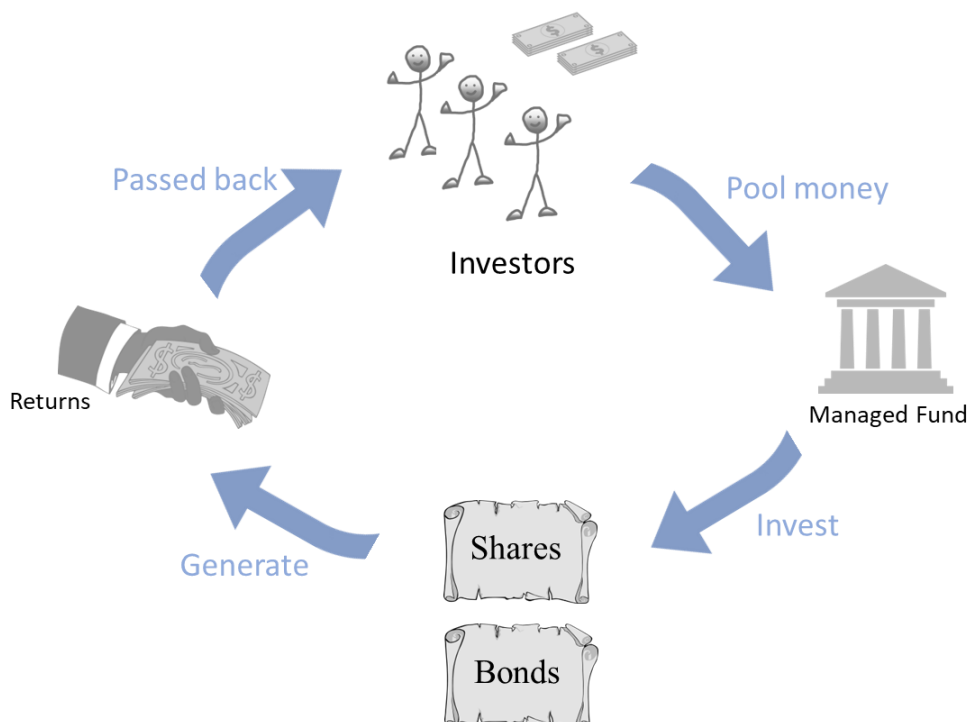 Passed back
Pool money
Investors
Returns
Managed Fund
Shares
Invest
Generate
Bonds